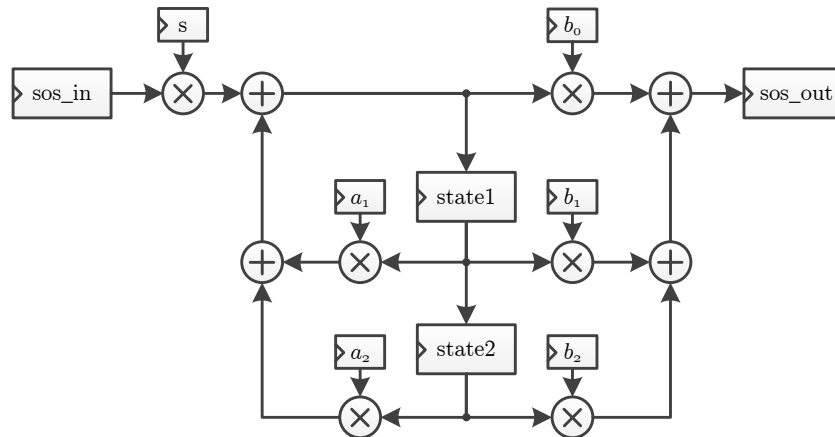 s
b₀
sos_in
sos_out
a₁
state1
b₁
a₂
state2
b₂